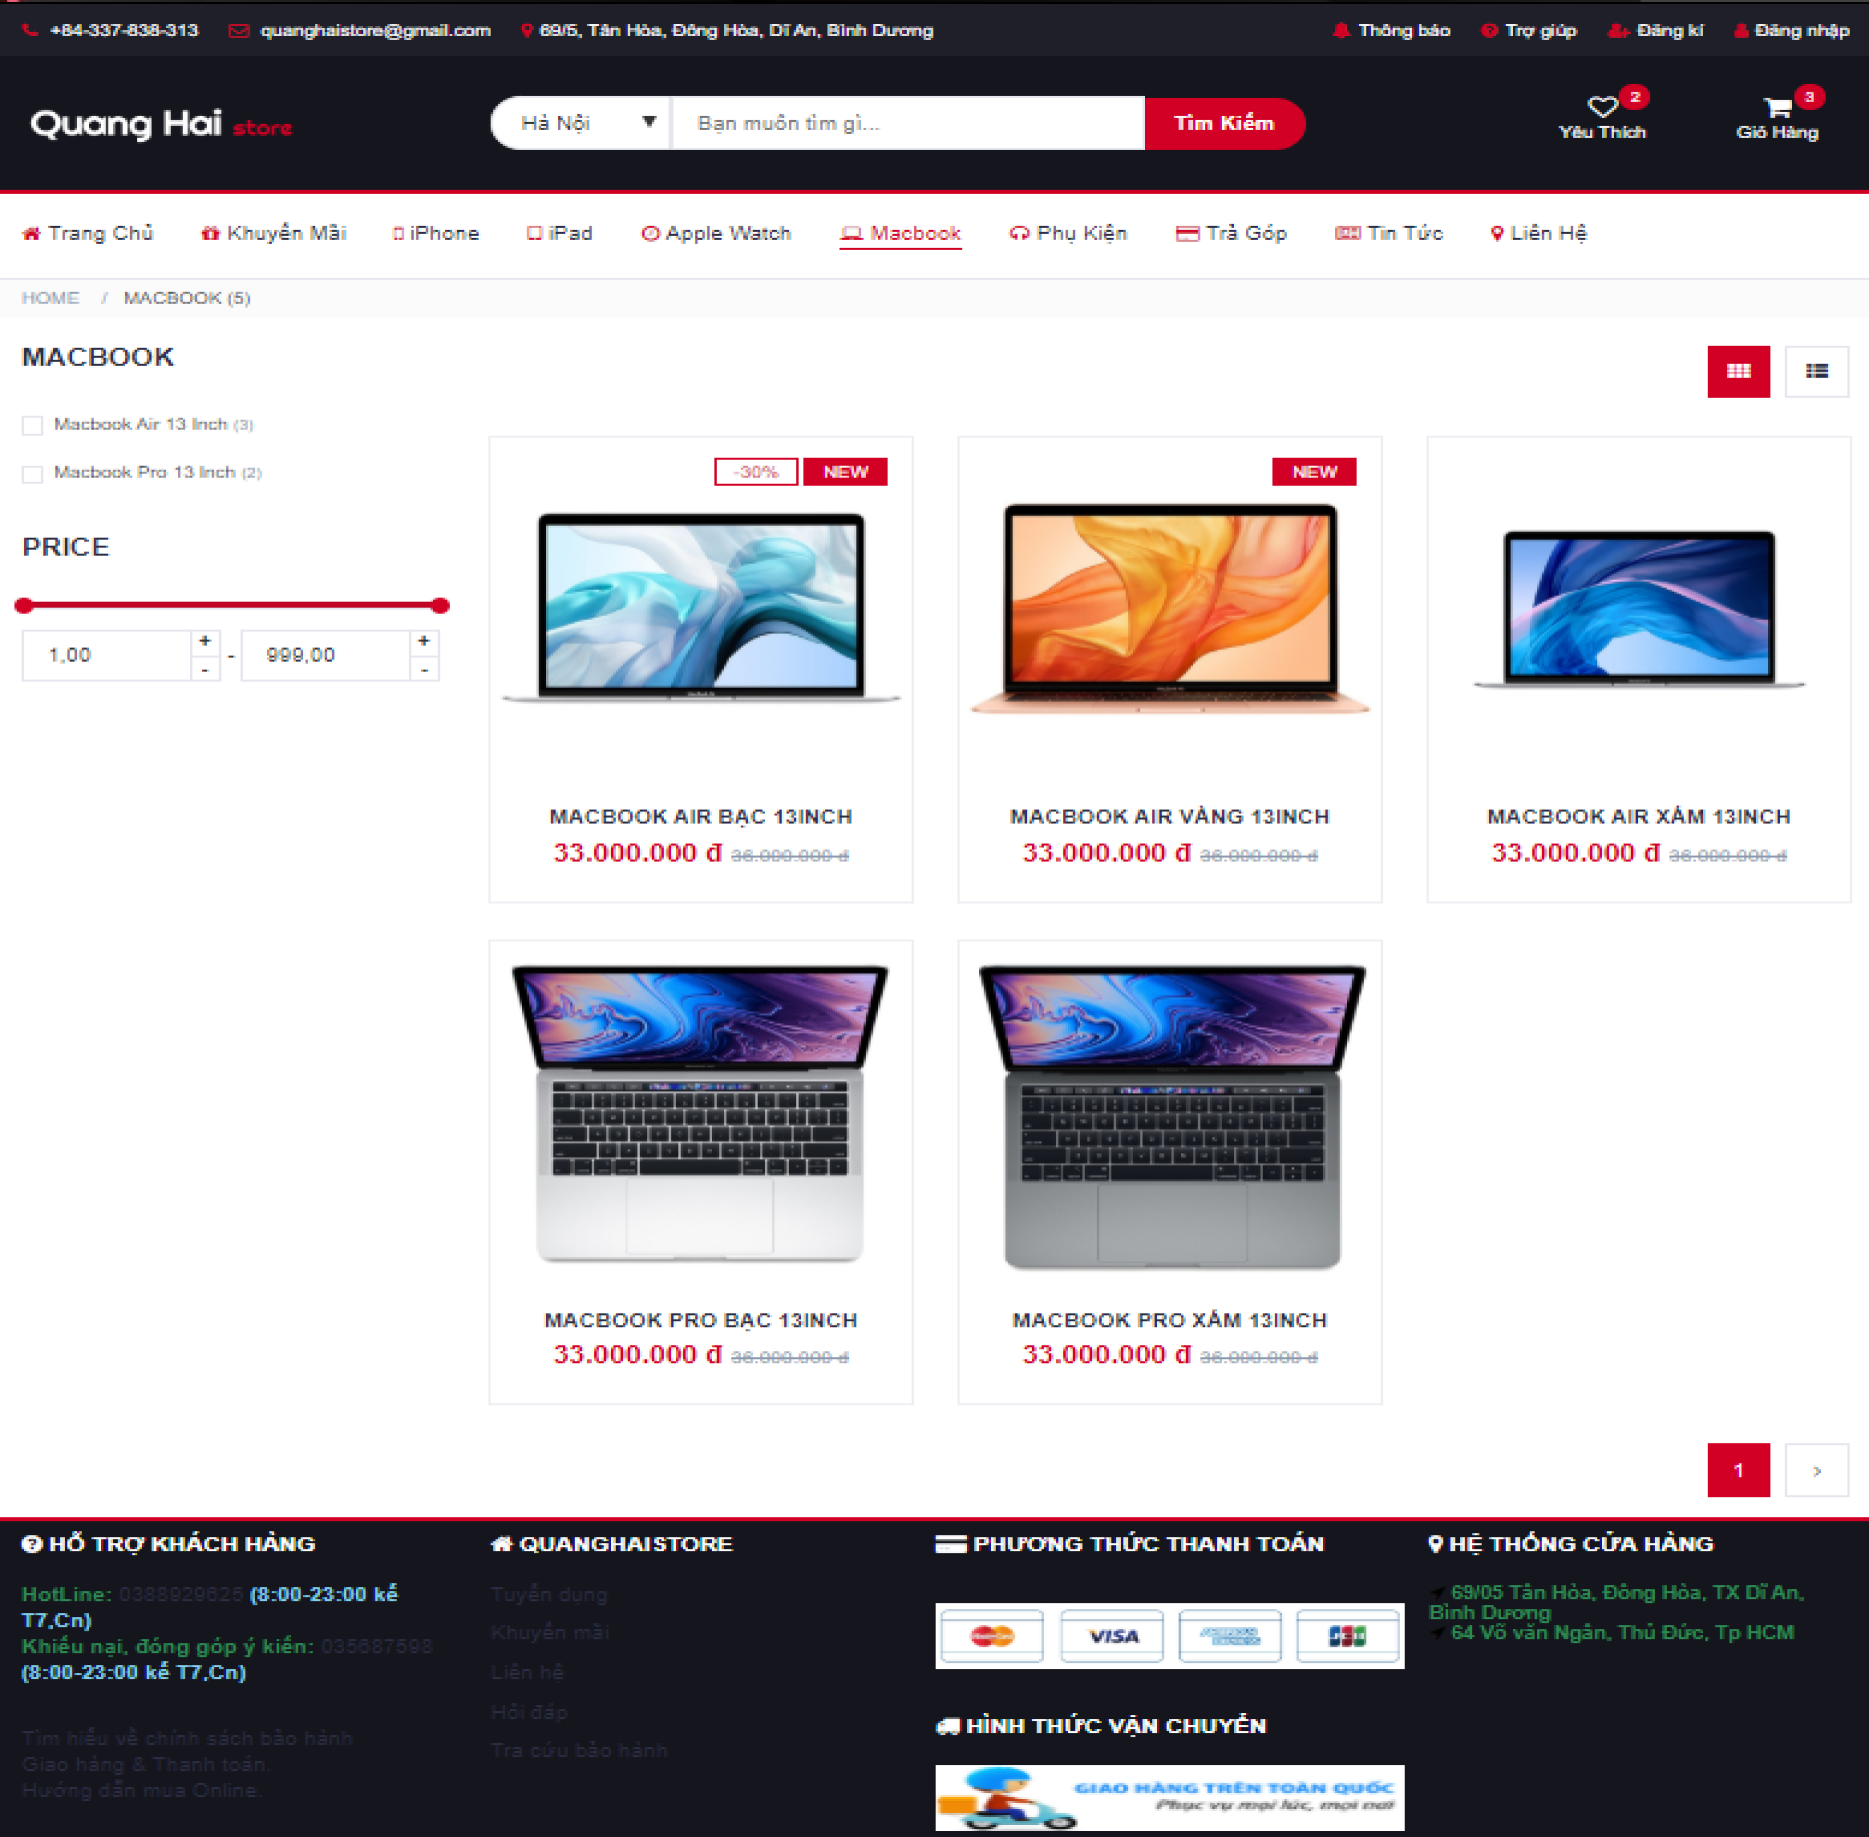 +84-337-838-313 quanghaistore@gmail.com 69/5, Tân Hòa, Đông Hòa, Dĩ An, Bình Dương Thông báo Trợ giúp Đăng kí Đăng nhập
Quang Hai store Hà Nội ▼ Bạn muốn tìm gì... Tìm Kiếm 2 Yêu Thích 3 Giỏ Hàng
Trang Chủ Khuyến Mãi iPhone iPad Apple Watch Macbook Phụ Kiện Trả Góp Tin Tức Liên Hệ
HOME / MACBOOK (5)
MACBOOK
Macbook Air 13 Inch (3)
Macbook Pro 13 Inch (2)
PRICE
1,00 + - - 999,00 + -
-30% NEW
MACBOOK AIR BẠC 13INCH
33.000.000 đ 36.000.000 đ
NEW
MACBOOK AIR VÀNG 13INCH
33.000.000 đ 36.000.000 đ
MACBOOK AIR XÁM 13INCH
33.000.000 đ 36.000.000 đ
MACBOOK PRO BẠC 13INCH
33.000.000 đ 36.000.000 đ
MACBOOK PRO XÁM 13INCH
33.000.000 đ 36.000.000 đ
1 >
HỖ TRỢ KHÁCH HÀNG
HotLine: 0388929625 (8:00-23:00 kể
T7,Cn)
Khiếu nại, đóng góp ý kiến: 035687598
(8:00-23:00 kể T7,Cn)
Tìm hiểu về chính sách bảo hành
Giao hàng & Thanh toán.
Hướng dẫn mua Online.
QUANGHAISTORE
Tuyển dụng
Khuyến mãi
Liên hệ
Hỏi đáp
Tra cứu bảo hành
PHƯƠNG THỨC THANH TOÁN
VISA JCB
HÌNH THỨC VẬN CHUYỂN
GIAO HÀNG TRÊN TOÀN QUỐC
Phục vụ mọi lúc, mọi nơi
HỆ THỐNG CỬA HÀNG
69/05 Tân Hòa, Đông Hòa, TX Dĩ An,
Bình Dương
64 Võ văn Ngân, Thủ Đức, Tp HCM